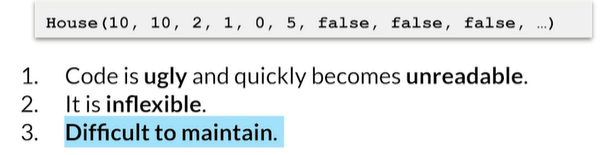 House(10, 10, 2, 1, 0, 5, false, false, false, …)
1. Code is ugly and quickly becomes unreadable.
2. It is inflexible.
3. Difficult to maintain.